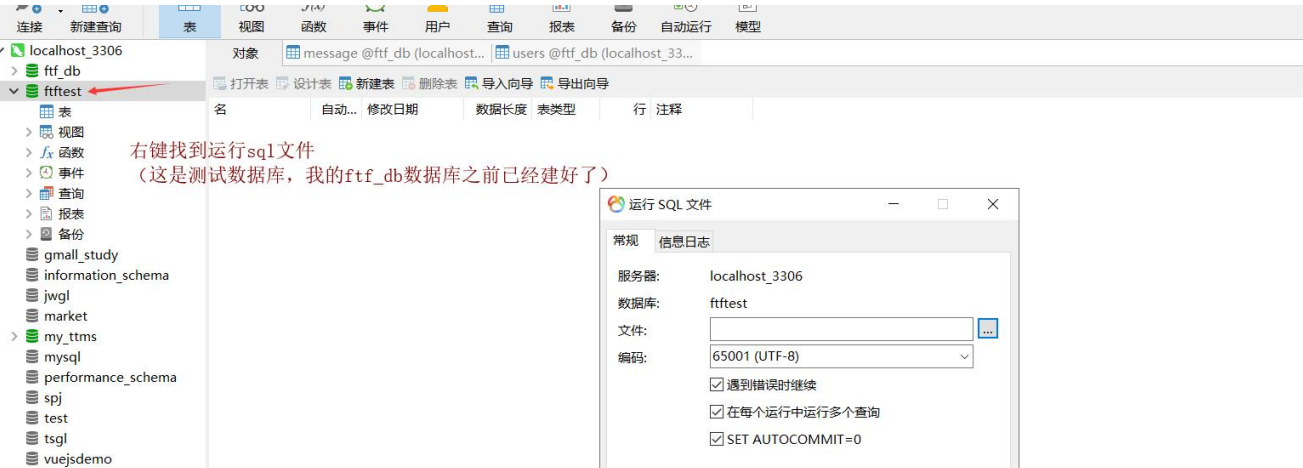 连接 新建查询 表 视图 函数 事件 用户 查询 报表 备份 自动运行 模型
localhost_3306
对象 message @ftf_db (localhost... users @ftf_db (localhost_33...
ftf_db
ftftest
打开表 设计表 新建表 删除表 导入向导 导出向导
表
名 自动... 修改日期 数据长度 表类型 行 注释
视图
函数
事件
查询
报表
备份
gmall_study
information_schema
jwgl
market
my_ttms
mysql
performance_schema
spj
test
tsgl
vuejsdemo
右键找到运行sql文件
（这是测试数据库，我的ftf_db数据库之前已经建好了）
运行 SQL 文件
常规 信息日志
服务器: localhost_3306
数据库: ftftest
文件: ...
编码: 65001 (UTF-8)
遇到错误时继续
在每个运行中运行多个查询
SET AUTOCOMMIT=0